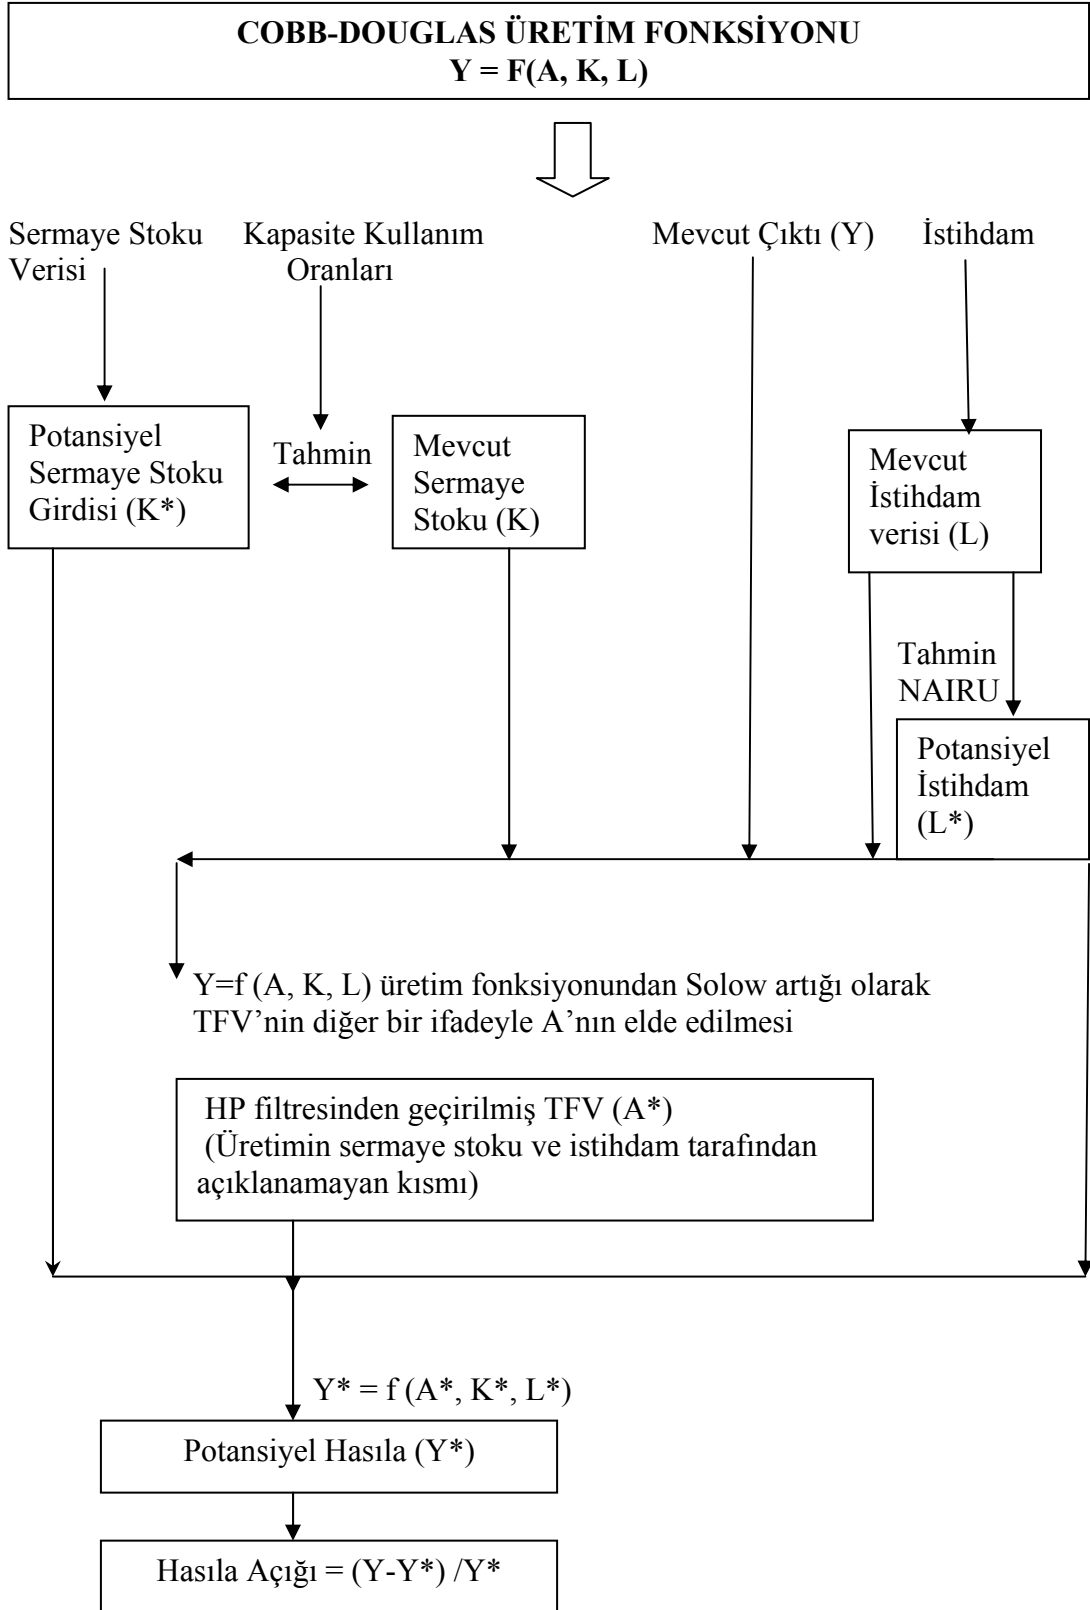 COBB-DOUGLAS ÜRETİM FONKSİYONU
Y = F(A, K, L)
Sermaye Stoku
Verisi
Kapasite Kullanım
Oranları
Mevcut Çıktı (Y)
İstihdam
Potansiyel
Sermaye Stoku
Girdisi (K*)
Tahmin
Mevcut
Sermaye
Stoku (K)
Mevcut
İstihdam
verisi (L)
Tahmin
NAIRU
Potansiyel
İstihdam
(L*)
Y=f (A, K, L) üretim fonksiyonundan Solow artığı olarak
TFV’nin diğer bir ifadeyle A’nın elde edilmesi
HP filtresinden geçirilmiş TFV (A*)
(Üretimin sermaye stoku ve istihdam tarafından
açıklanamayan kısmı)
Y* = f (A*, K*, L*)
Potansiyel Hasıla (Y*)
Hasıla Açığı = (Y-Y*) /Y*